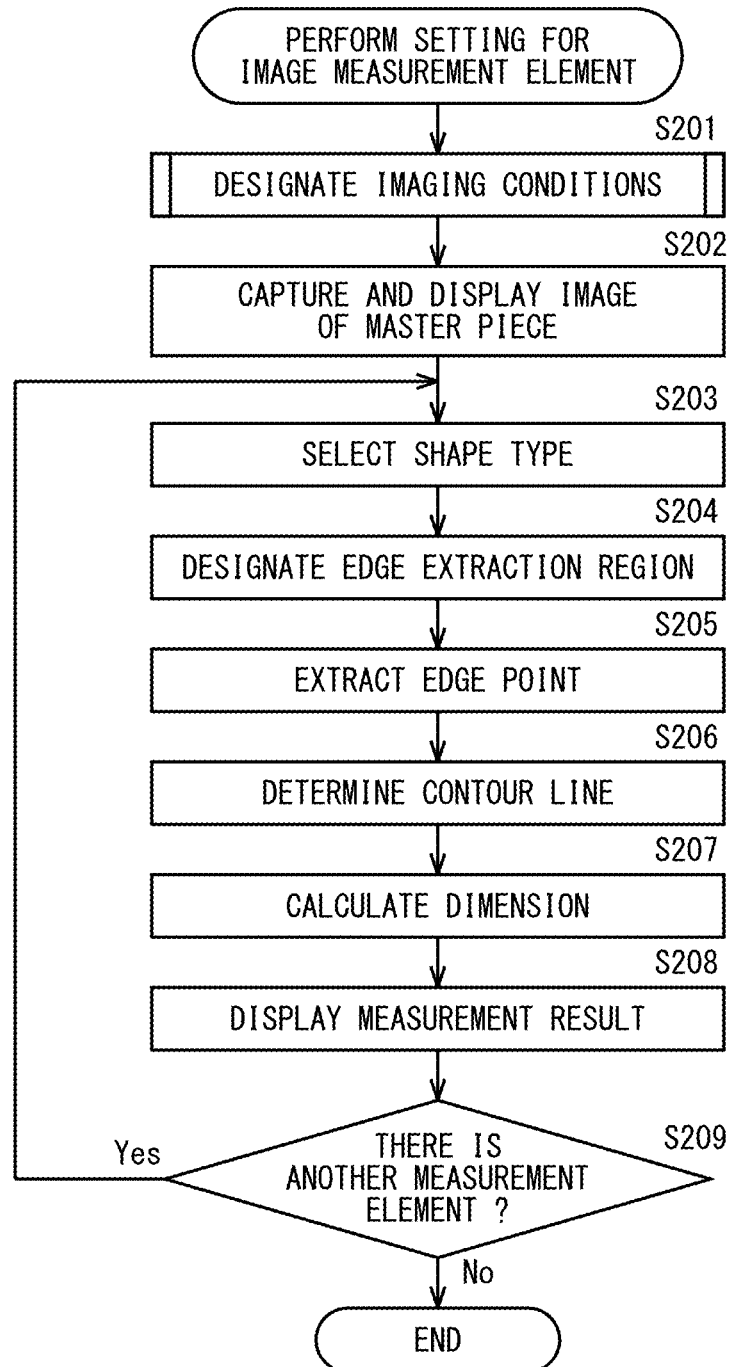 PERFORM SETTING FOR
IMAGE MEASUREMENT ELEMENT
S201
DESIGNATE IMAGING CONDITIONS
S202
CAPTURE AND DISPLAY IMAGE
OF MASTER PIECE
S203
SELECT SHAPE TYPE
S204
DESIGNATE EDGE EXTRACTION REGION
S205
EXTRACT EDGE POINT
S206
DETERMINE CONTOUR LINE
S207
CALCULATE DIMENSION
S208
DISPLAY MEASUREMENT RESULT
S209
Yes
THERE IS
ANOTHER MEASUREMENT
ELEMENT ?
No
END